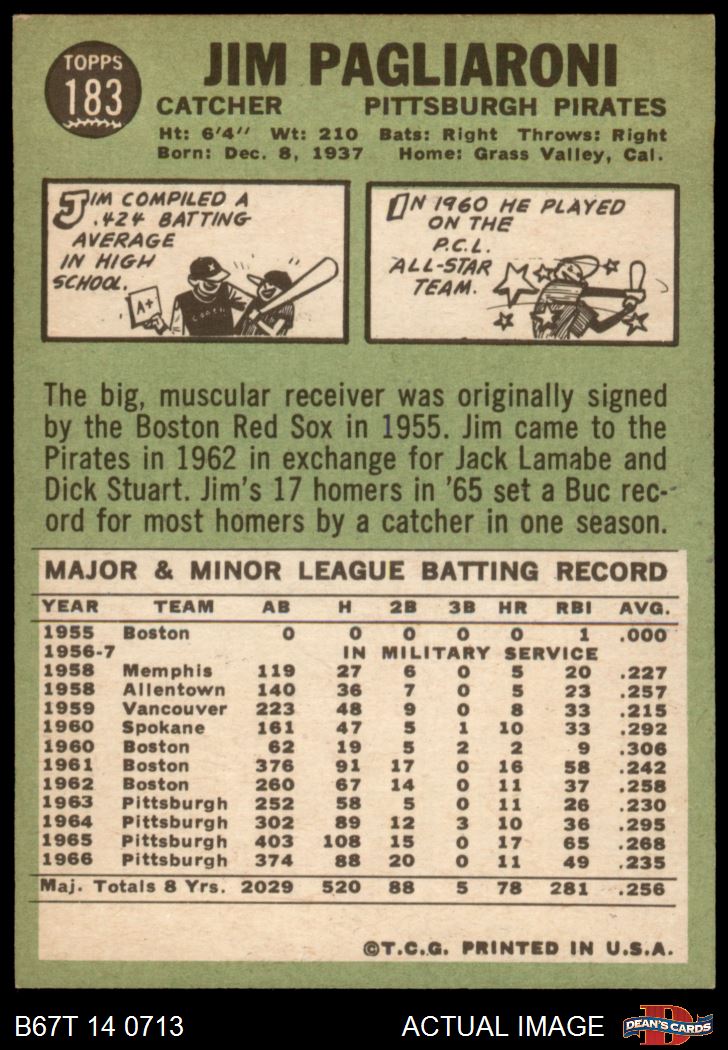 TOPPS
183
JIM PAGLIARONI
CATCHER PITTSBURGH PIRATES
Ht: 6'4" Wt: 210 Bats: Right Throws: Right
Born: Dec. 8, 1937 Home: Grass Valley, Cal.
JIM COMPILED A
.424 BATTING
AVERAGE
IN HIGH
SCHOOL.
A+
COACH
IN 1960 HE PLAYED
ON THE
P.C.L.
ALL-STAR
TEAM.
The big, muscular receiver was originally signed
by the Boston Red Sox in 1955. Jim came to the
Pirates in 1962 in exchange for Jack Lamabe and
Dick Stuart. Jim's 17 homers in '65 set a Buc rec-
ord for most homers by a catcher in one season.
MAJOR & MINOR LEAGUE BATTING RECORD
YEAR TEAM AB H 2B 3B HR RBI AVG.
1955 Boston 0 0 0 0 0 1 .000
1956-7 IN MILITARY SERVICE
1958 Memphis 119 27 6 0 5 20 .227
1958 Allentown 140 36 7 0 5 23 .257
1959 Vancouver 223 48 9 0 8 33 .215
1960 Spokane 161 47 5 1 10 33 .292
1960 Boston 62 19 5 2 2 9 .306
1961 Boston 376 91 17 0 16 58 .242
1962 Boston 260 67 14 0 11 37 .258
1963 Pittsburgh 252 58 5 0 11 26 .230
1964 Pittsburgh 302 89 12 3 10 36 .295
1965 Pittsburgh 403 108 15 0 17 65 .268
1966 Pittsburgh 374 88 20 0 11 49 .235
Maj. Totals 8 Yrs. 2029 520 88 5 78 281 .256
©T.C.G. PRINTED IN U.S.A.
B67T 14 0713 ACTUAL IMAGE
D
DEAN'S CARDS